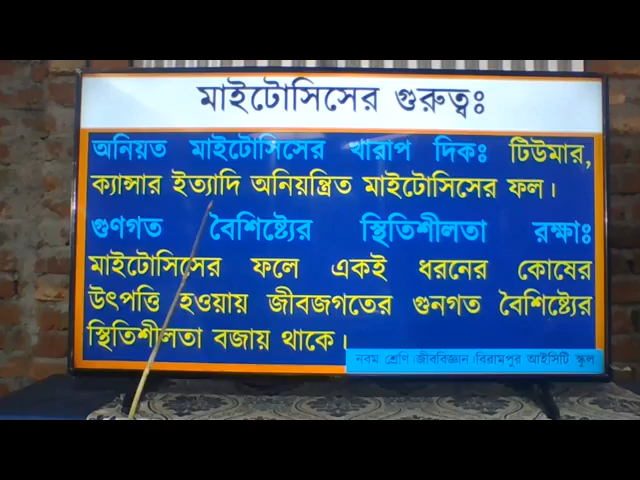 মাইটোসিসের গুরুত্বঃ
অনিয়ত মাইটোসিসের খারাপ দিকঃ টিউমার,
ক্যান্সার ইত্যাদি অনিয়ন্ত্রিত মাইটোসিসের ফল।
গুণগত বৈশিষ্ট্যের স্থিতিশীলতা রক্ষাঃ
মাইটোসিসের ফলে একই ধরনের কোষের
উৎপত্তি হওয়ায় জীবজগতের গুনগত বৈশিষ্ট্যের
স্থিতিশীলতা বজায় থাকে।
নবম শ্রেণি।জীববিজ্ঞান।বিরামপুর আইসিটি স্কুল